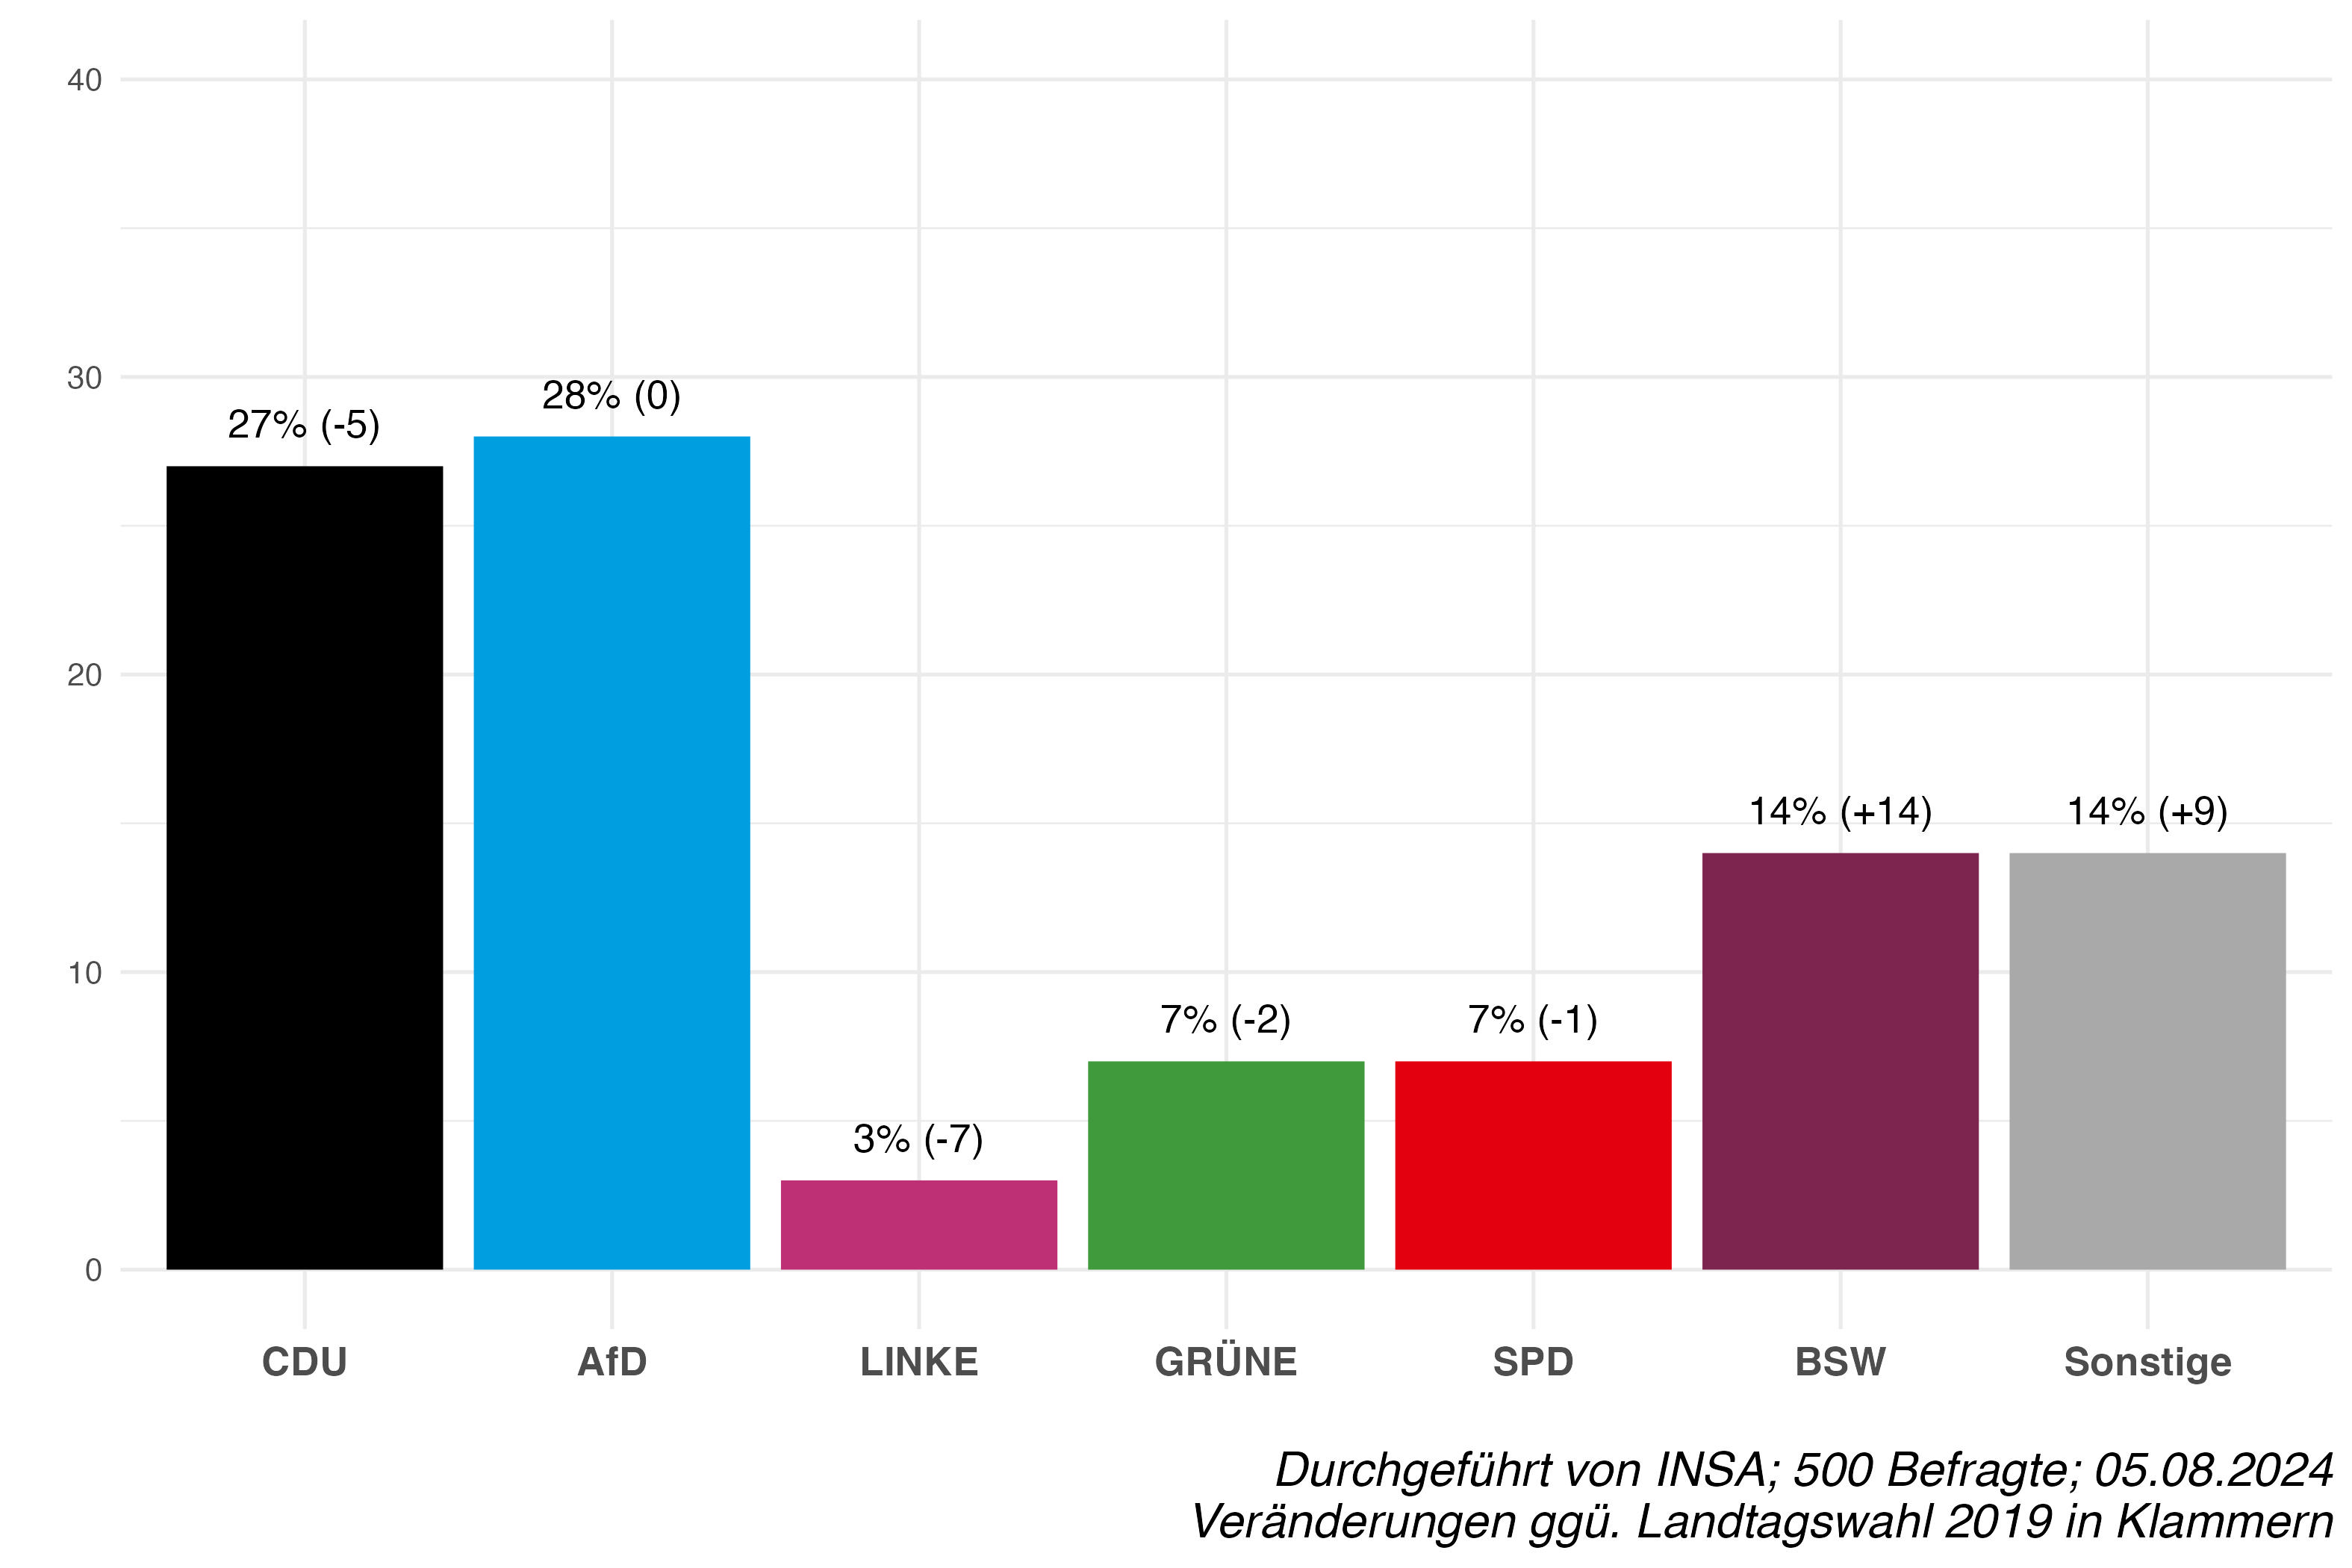 40
30
20
10
0
27% (-5)
28% (0)
3% (-7)
7% (-2)
7% (-1)
14% (+14)
14% (+9)
CDU
AfD
LINKE
GRÜNE
SPD
BSW
Sonstige
Durchgeführt von INSA; 500 Befragte; 05.08.2024
Veränderungen ggü. Landtagswahl 2019 in Klammern